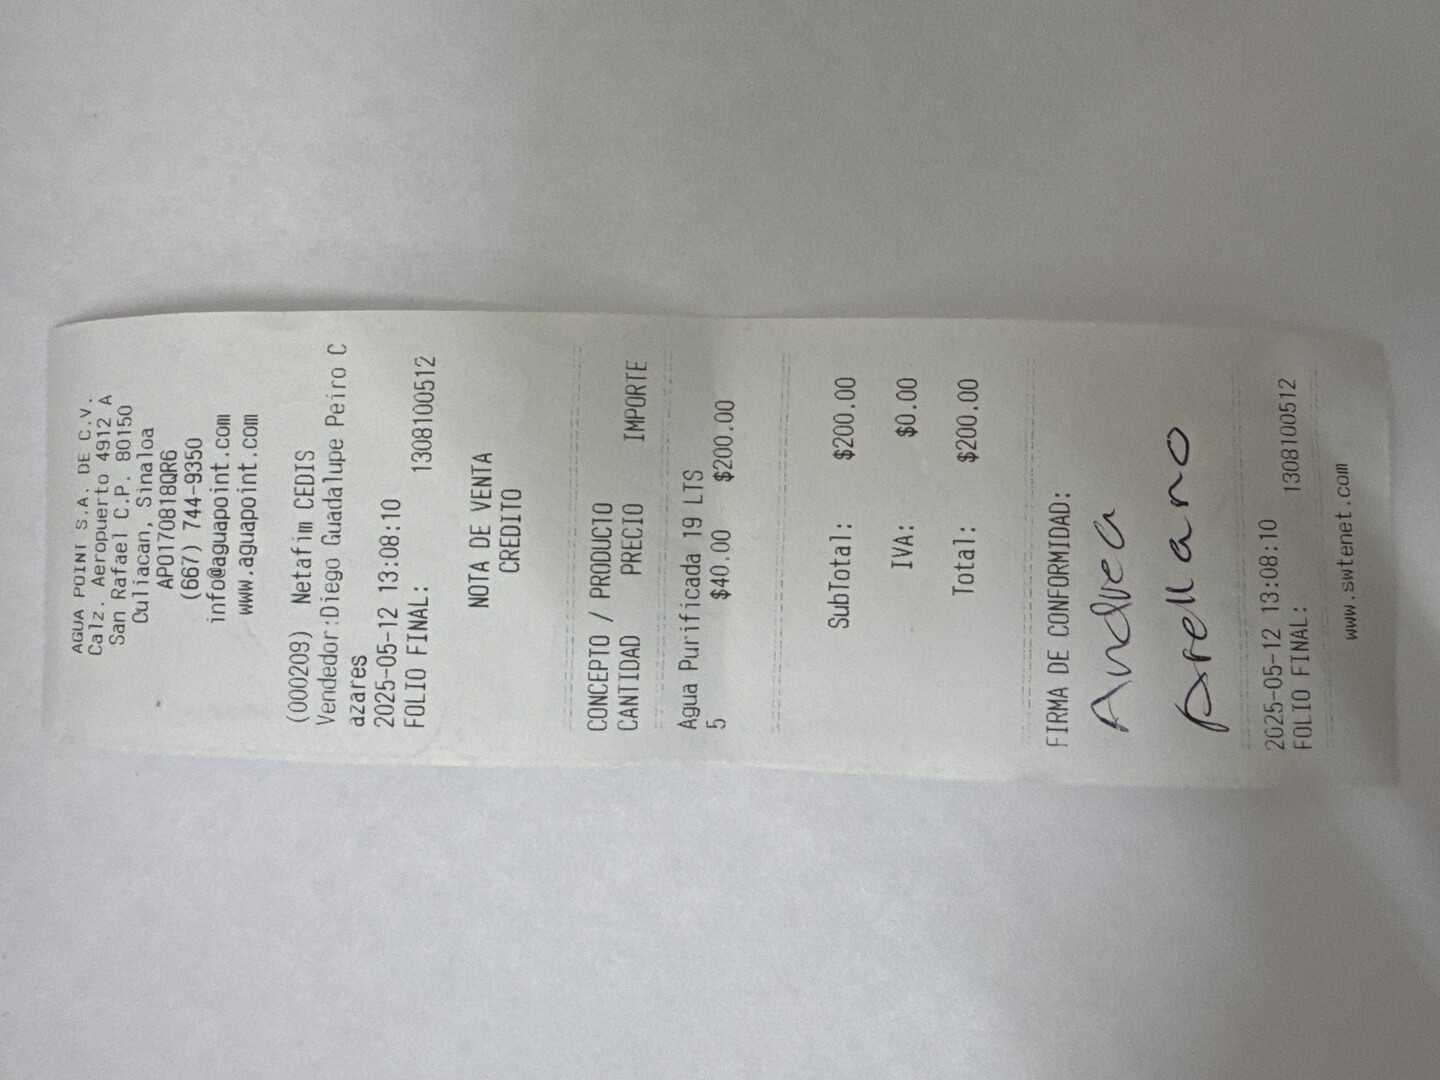 AGUA POINT S.A. DE C.V.
Calz. Aeropuerto 4912 A
San Rafael C.P. 80150
Culiacan, Sinaloa
APO170818QR6
(667) 744-9350
info@aguapoint.com
www.aguapoint.com
(000209) Netafim CEDIS
Vendedor:Diego Guadalupe Peiro C
azares
2025-05-12 13:08:10
FOLIO FINAL: 1308100512
NOTA DE VENTA
CREDITO
CONCEPTO / PRODUCTO
CANTIDAD PRECIO IMPORTE
Agua Purificada 19 LTS
5 $40.00 $200.00
SubTotal: $200.00
IVA: $0.00
Total: $200.00
FIRMA DE CONFORMIDAD:
Andrea
Arellano
2025-05-12 13:08:10
FOLIO FINAL: 1308100512
www.swtenet.com